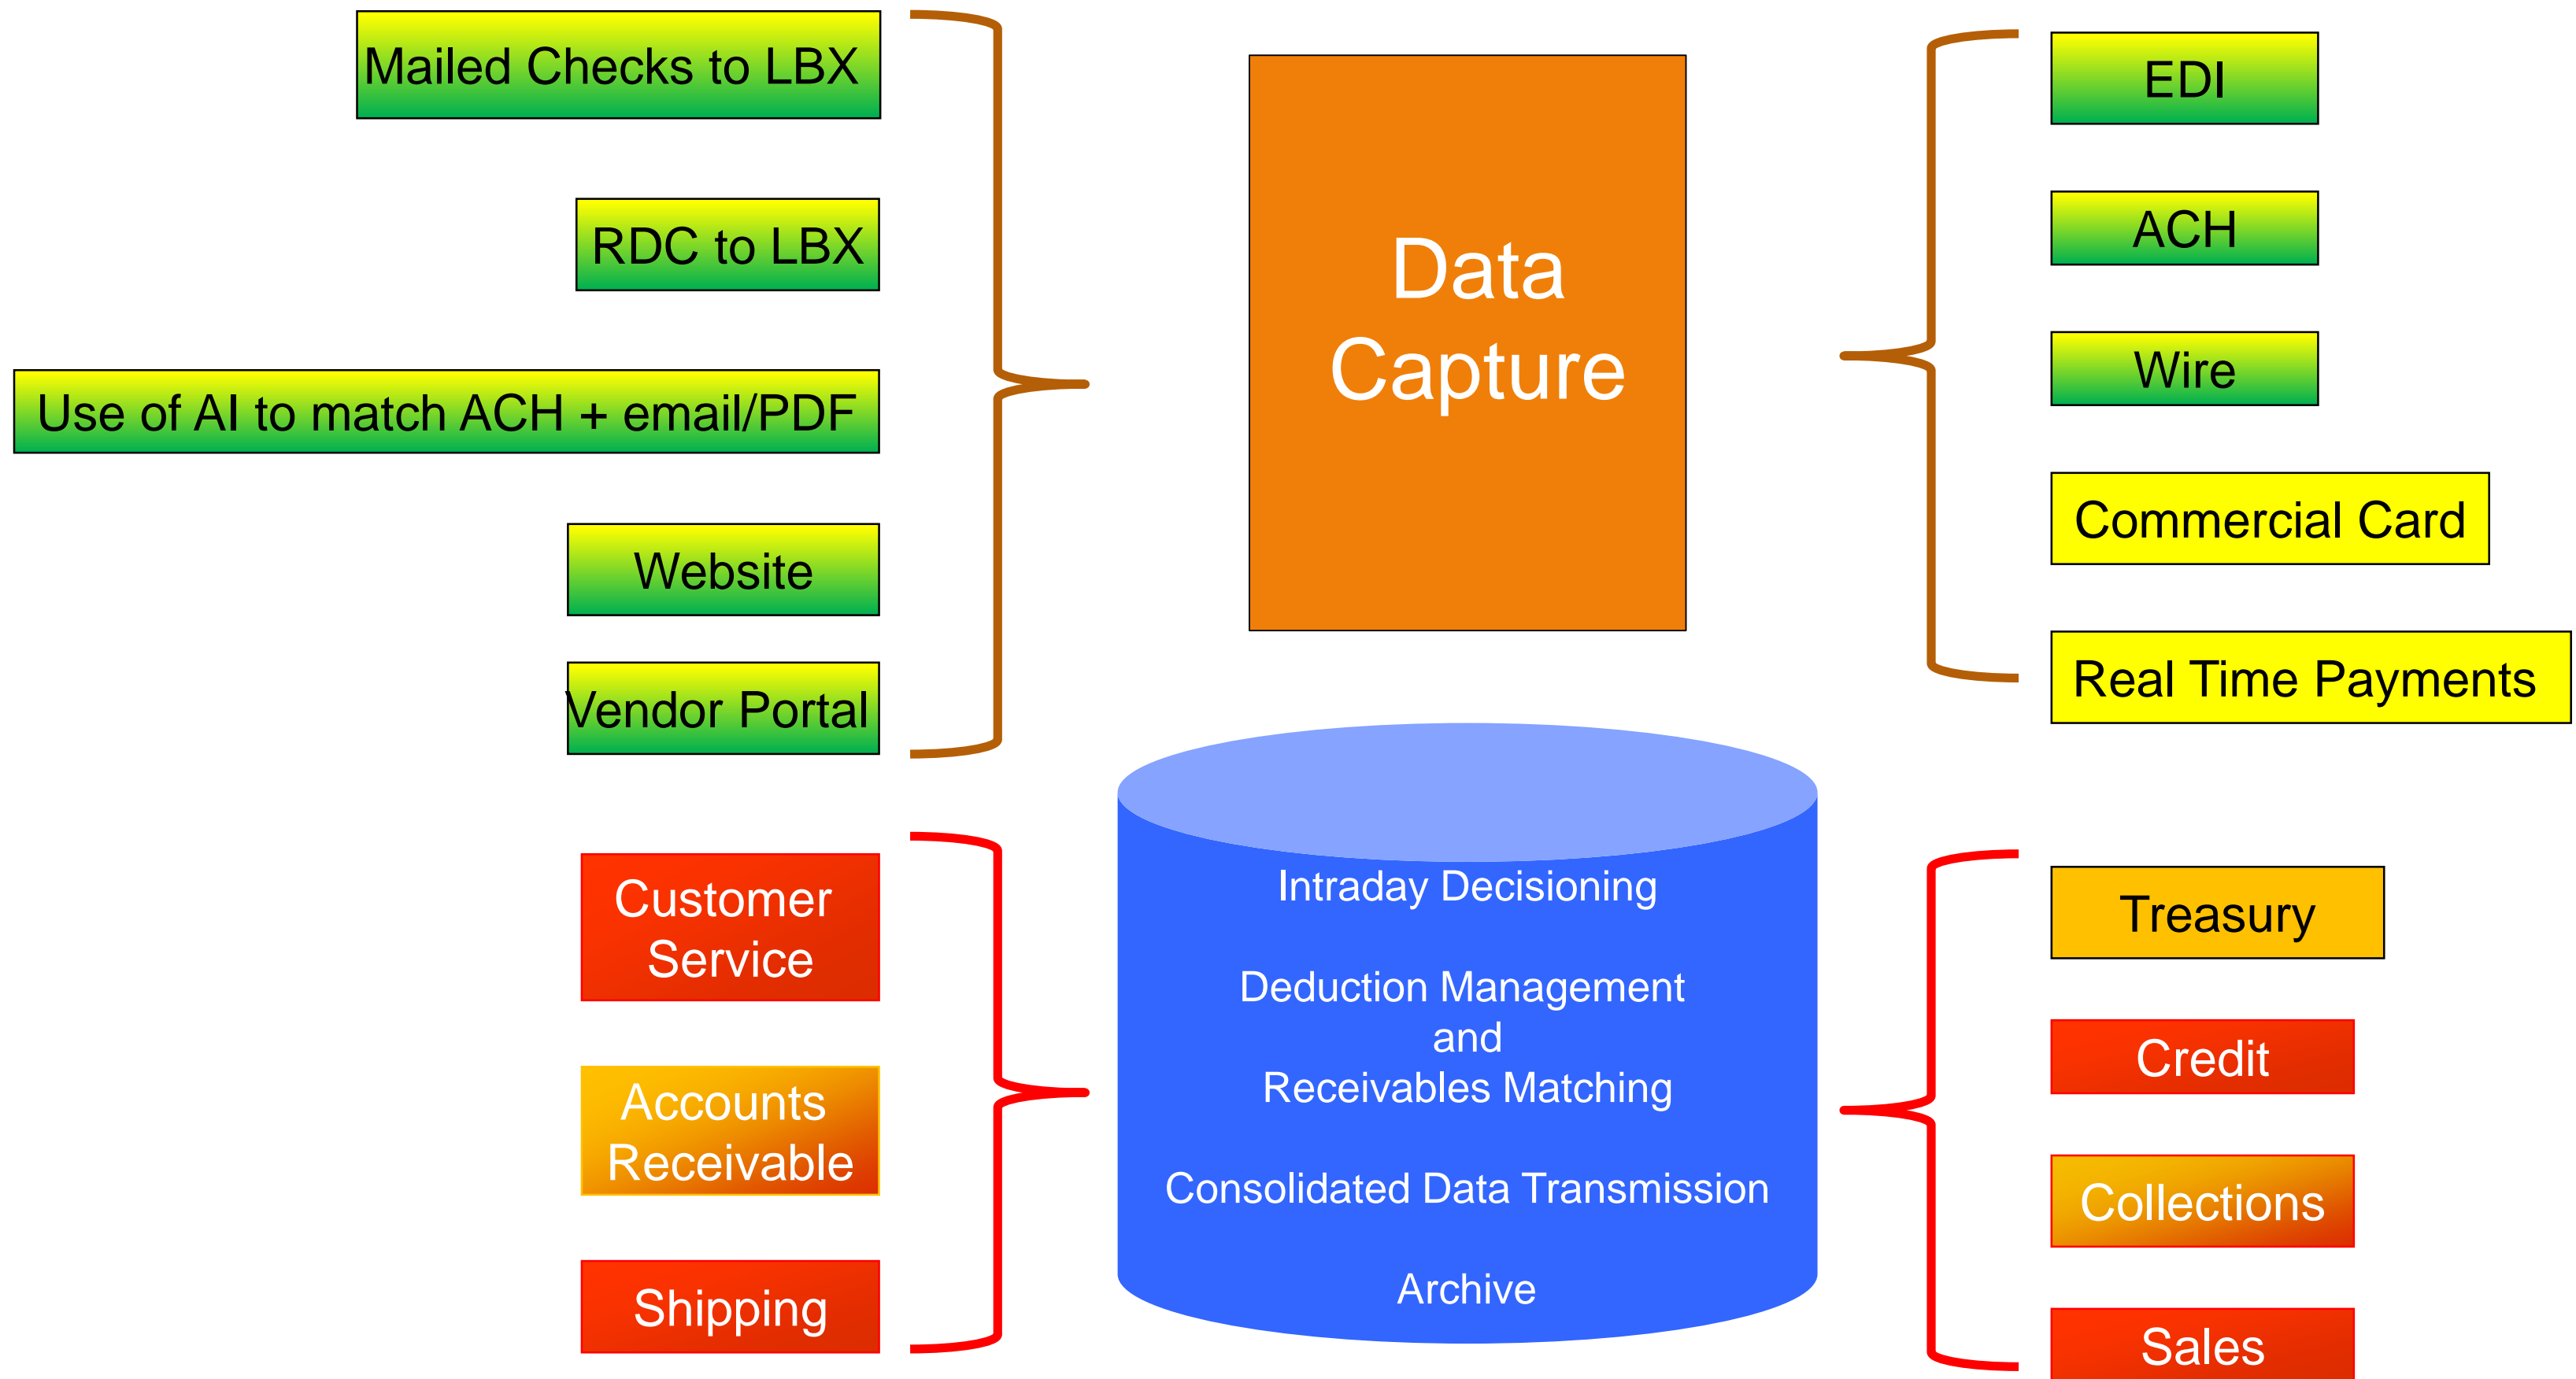 Mailed Checks to LBX
RDC to LBX
Use of AI to match ACH + email/PDF
Website
Vendor Portal
Data
Capture
EDI
ACH
Wire
Commercial Card
Real Time Payments
Customer
Service
Accounts
Receivable
Shipping
Intraday Decisioning
Deduction Management
and
Receivables Matching
Consolidated Data Transmission
Archive
Treasury
Credit
Collections
Sales